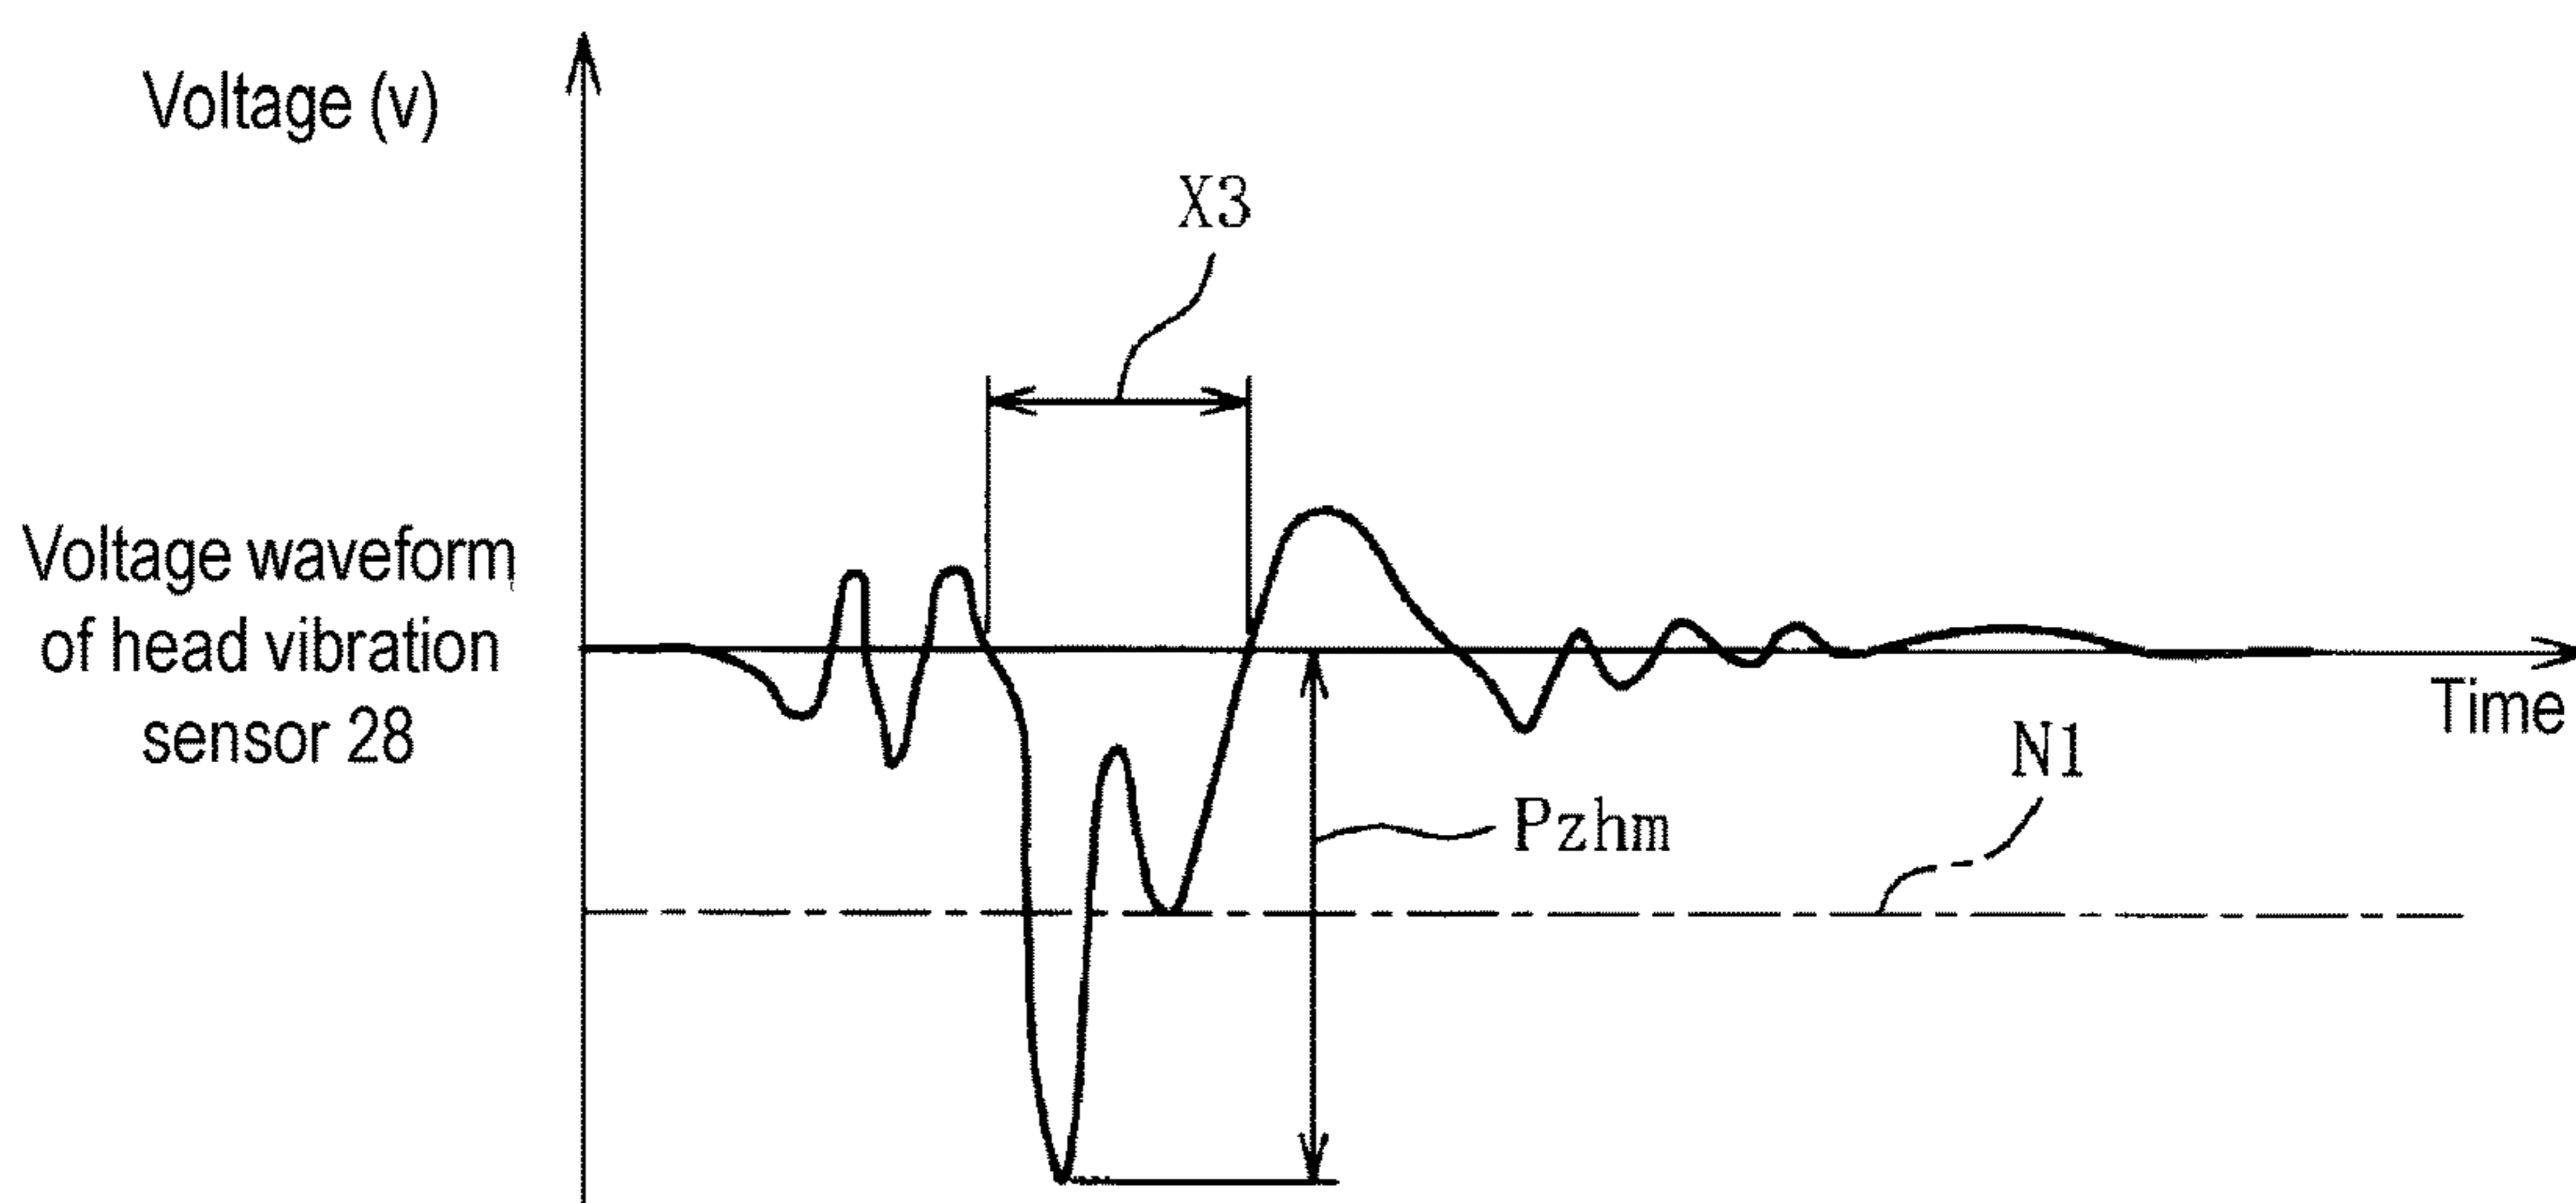 Voltage (v)
X3
Voltage waveform
of head vibration
sensor 28
Time
N1
Pzhm